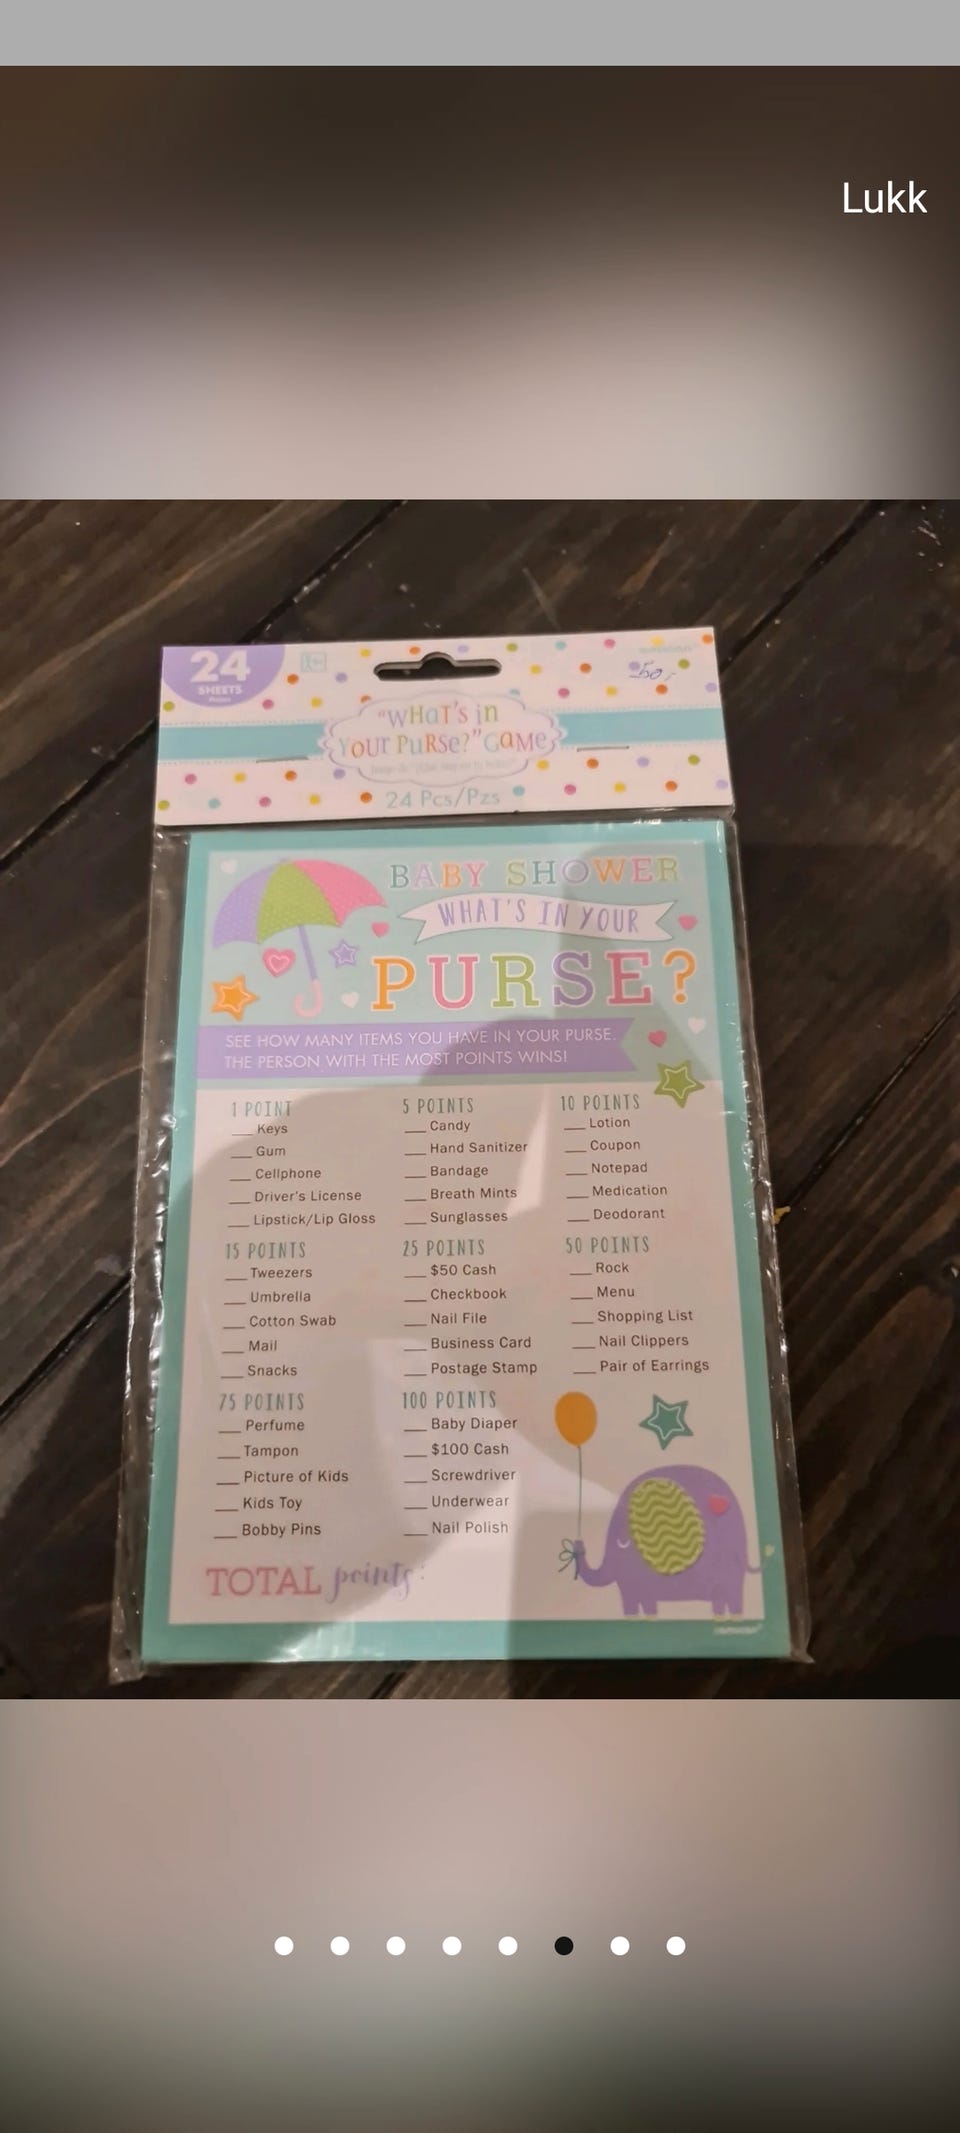 Lukk
24
SHEETS
50,-
"WHaT'S in
YOUR PuRSe?" GaMe
24 Pcs/Pzs
BABY SHOWER
WHAT'S IN YOUR
PURSE?
SEE HOW MANY ITEMS YOU HAVE IN YOUR PURSE.
THE PERSON WITH THE MOST POINTS WINS!
1 POINT
Keys
Gum
Cellphone
Driver's License
Lipstick/Lip Gloss
5 POINTS
Candy
Hand Sanitizer
Bandage
Breath Mints
Sunglasses
10 POINTS
Lotion
Coupon
Notepad
Medication
Deodorant
15 POINTS
Tweezers
Umbrella
Cotton Swab
Mail
Snacks
25 POINTS
$50 Cash
Checkbook
Nail File
Business Card
Postage Stamp
50 POINTS
Rock
Menu
Shopping List
Nail Clippers
Pair of Earrings
75 POINTS
Perfume
Tampon
Picture of Kids
Kids Toy
Bobby Pins
100 POINTS
Baby Diaper
$100 Cash
Screwdriver
Underwear
Nail Polish
TOTAL points: